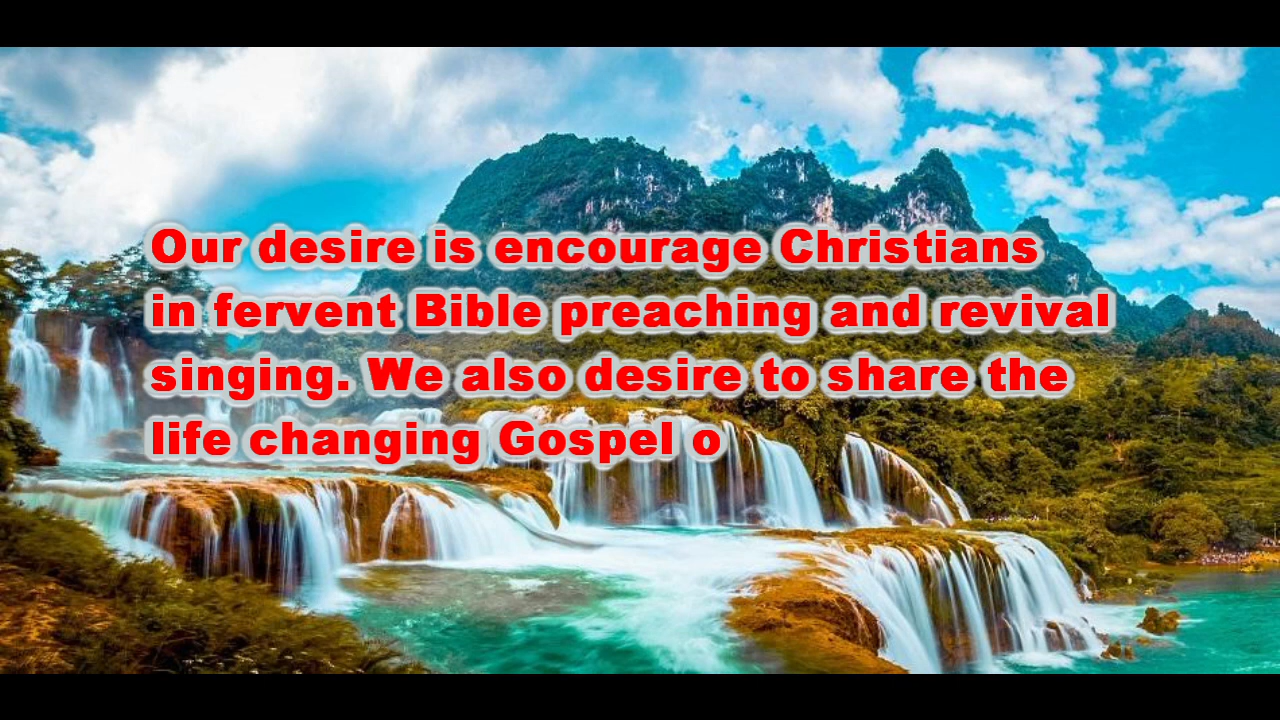 Our desire is encourage Christians
in fervent Bible preaching and revival
singing. We also desire to share the
life changing Gospel o